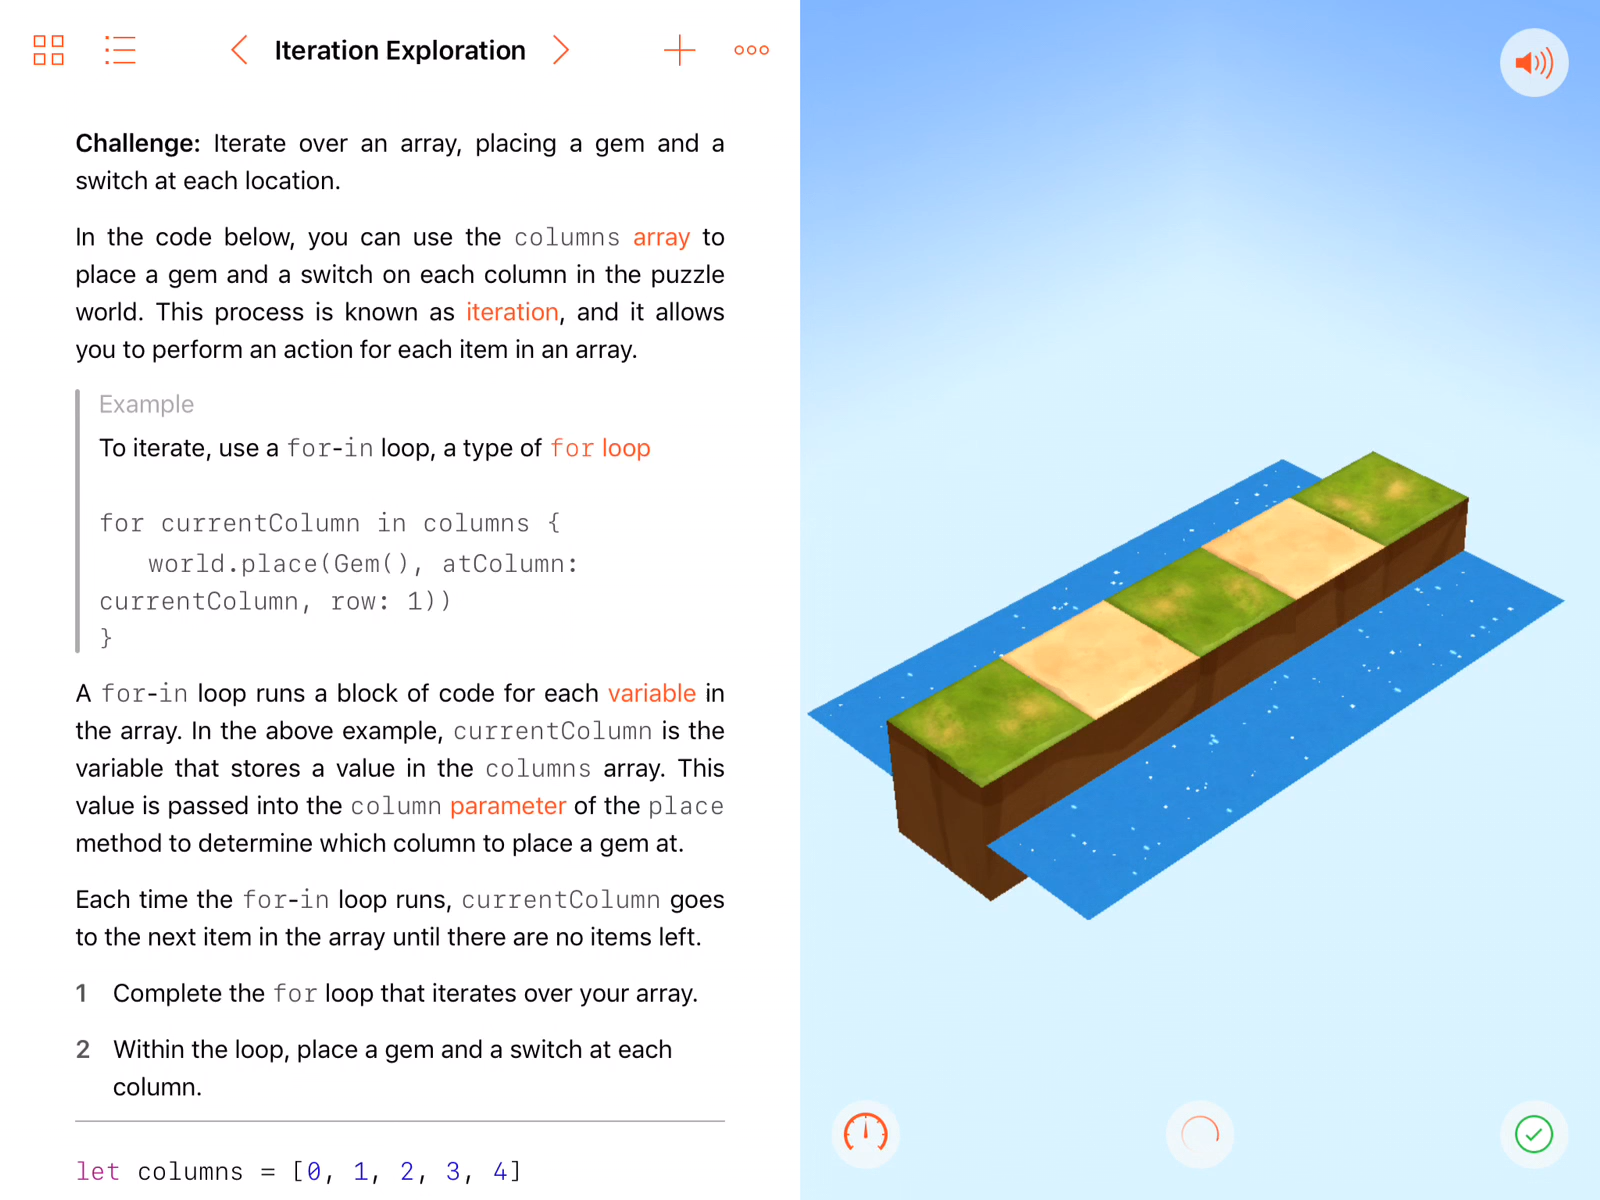 Iteration Exploration
Challenge: Iterate over an array, placing a gem and a
switch at each location.
In the code below, you can use the columns array to
place a gem and a switch on each column in the puzzle
world. This process is known as iteration, and it allows
you to perform an action for each item in an array.
Example
To iterate, use a for-in loop, a type of for loop
for currentColumn in columns {
world.place(Gem(), atColumn:
currentColumn, row: 1))
}
A for-in loop runs a block of code for each variable in
the array. In the above example, currentColumn is the
variable that stores a value in the columns array. This
value is passed into the column parameter of the place
method to determine which column to place a gem at.
Each time the for-in loop runs, currentColumn goes
to the next item in the array until there are no items left.
1 Complete the for loop that iterates over your array.
2 Within the loop, place a gem and a switch at each
column.
let columns = [0, 1, 2, 3, 4]